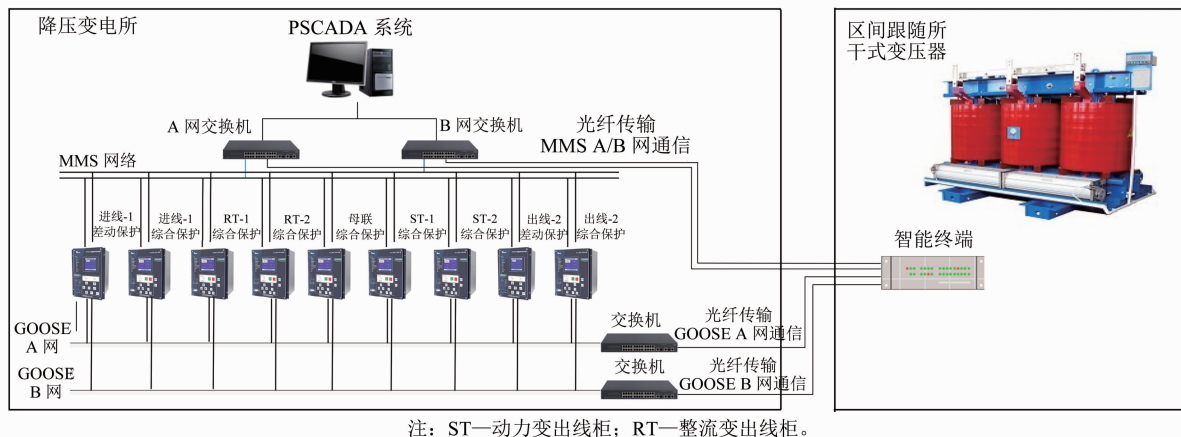 降压变电所
PSCADA 系统
A 网交换机
B 网交换机
光纤传输
MMS A/B 网通信
MMS 网络
进线-1
差动保护
进线-1
综合保护
RT-1
综合保护
RT-2
综合保护
母联
综合保护
ST-1
综合保护
ST-2
综合保护
出线-2
差动保护
出线-2
综合保护
GOOSE
A 网
GOOSE
B 网
交换机
光纤传输
GOOSE A 网通信
交换机
光纤传输
GOOSE B 网通信
区间跟随所
干式变压器
智能终端
注：ST—动力变出线柜；RT—整流变出线柜。